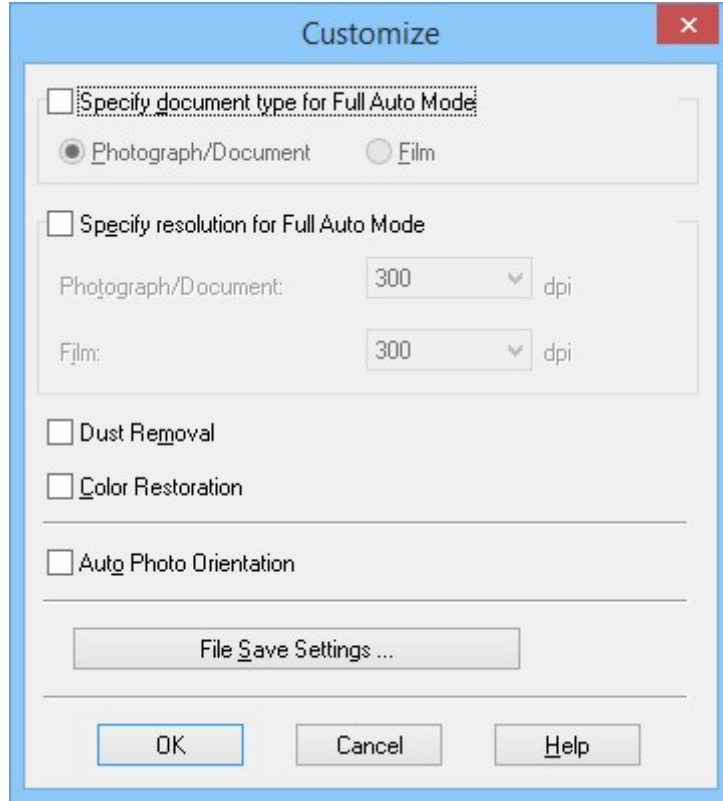 Customize
Specify document type for Full Auto Mode
Photograph/Document Film
Specify resolution for Full Auto Mode
Photograph/Document: 300 dpi
Film: 300 dpi
Dust Removal
Color Restoration
Auto Photo Orientation
File Save Settings ...
OK Cancel Help